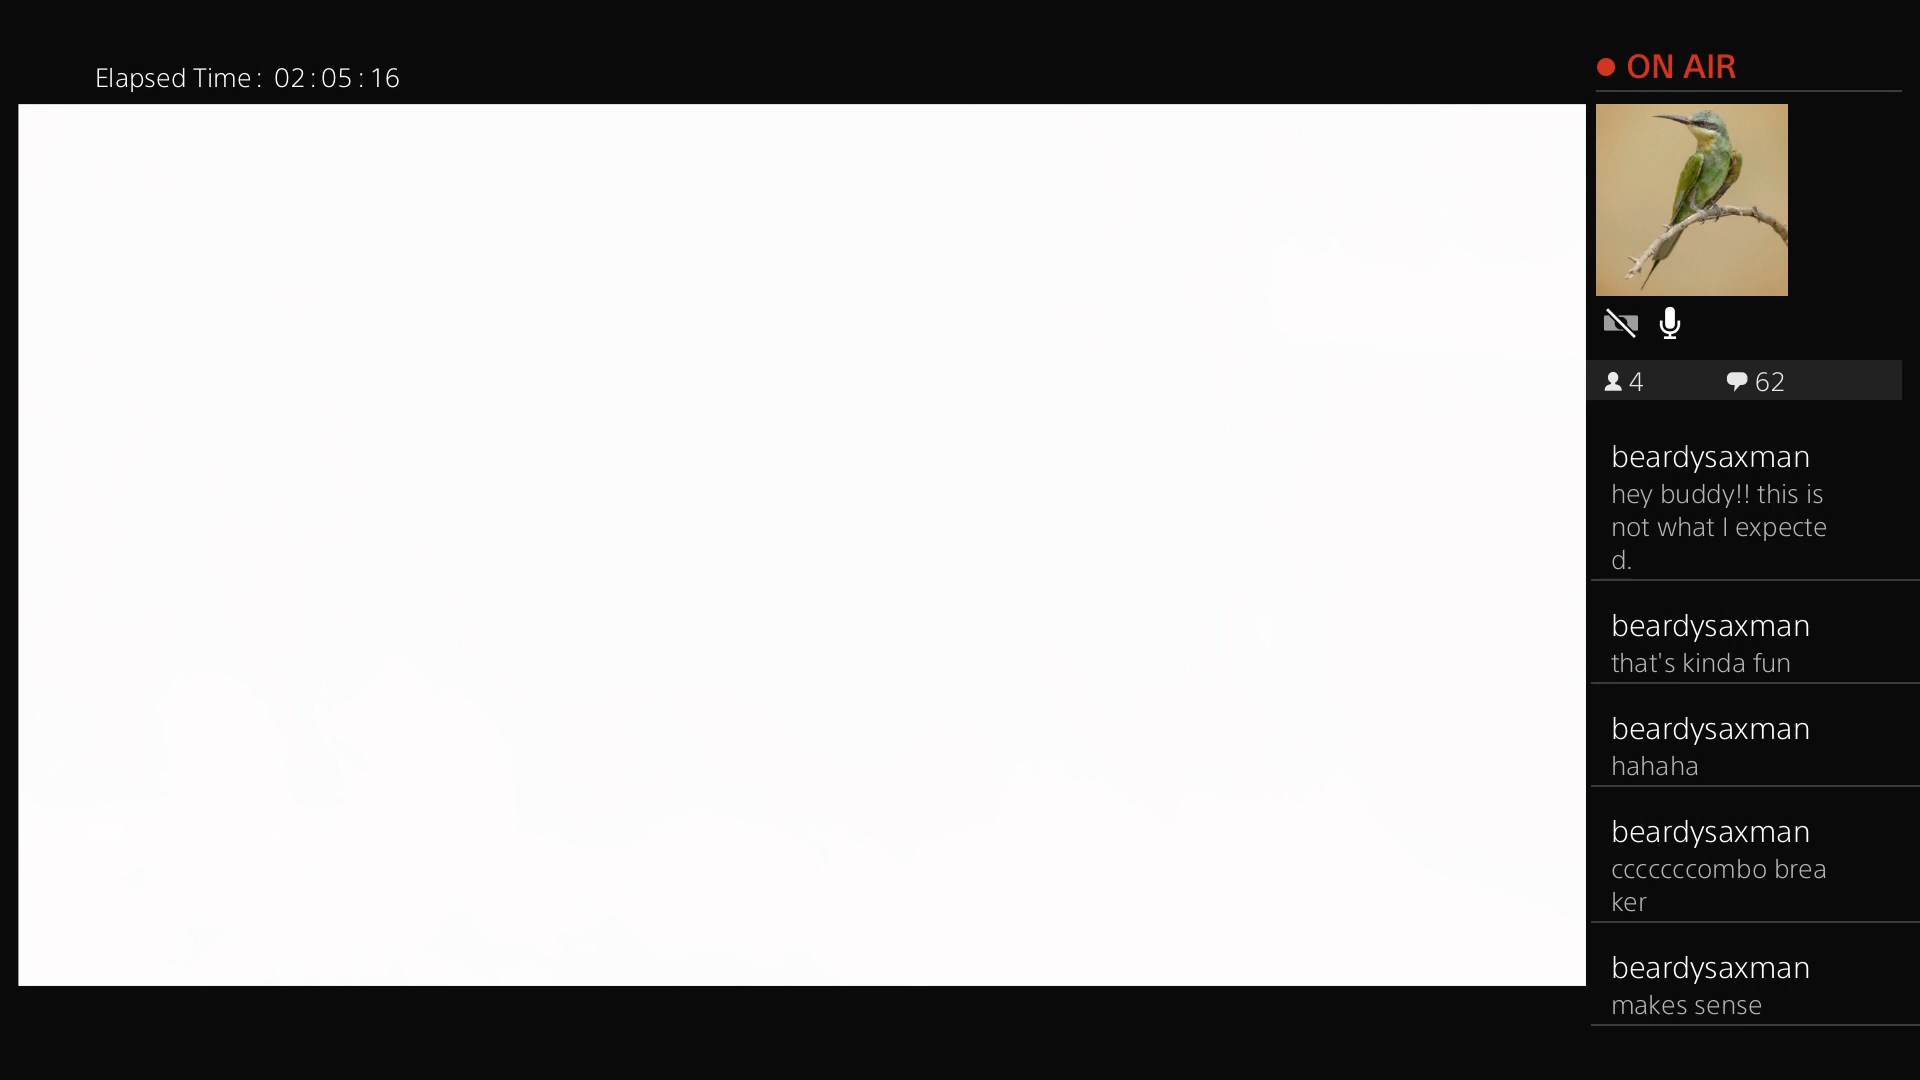 Elapsed Time: 02:05:16
ON AIR
4
62
beardysaxman
hey buddy!! this is
not what I expecte
d.
beardysaxman
that's kinda fun
beardysaxman
hahaha
beardysaxman
cccccccombo brea
ker
beardysaxman
makes sense